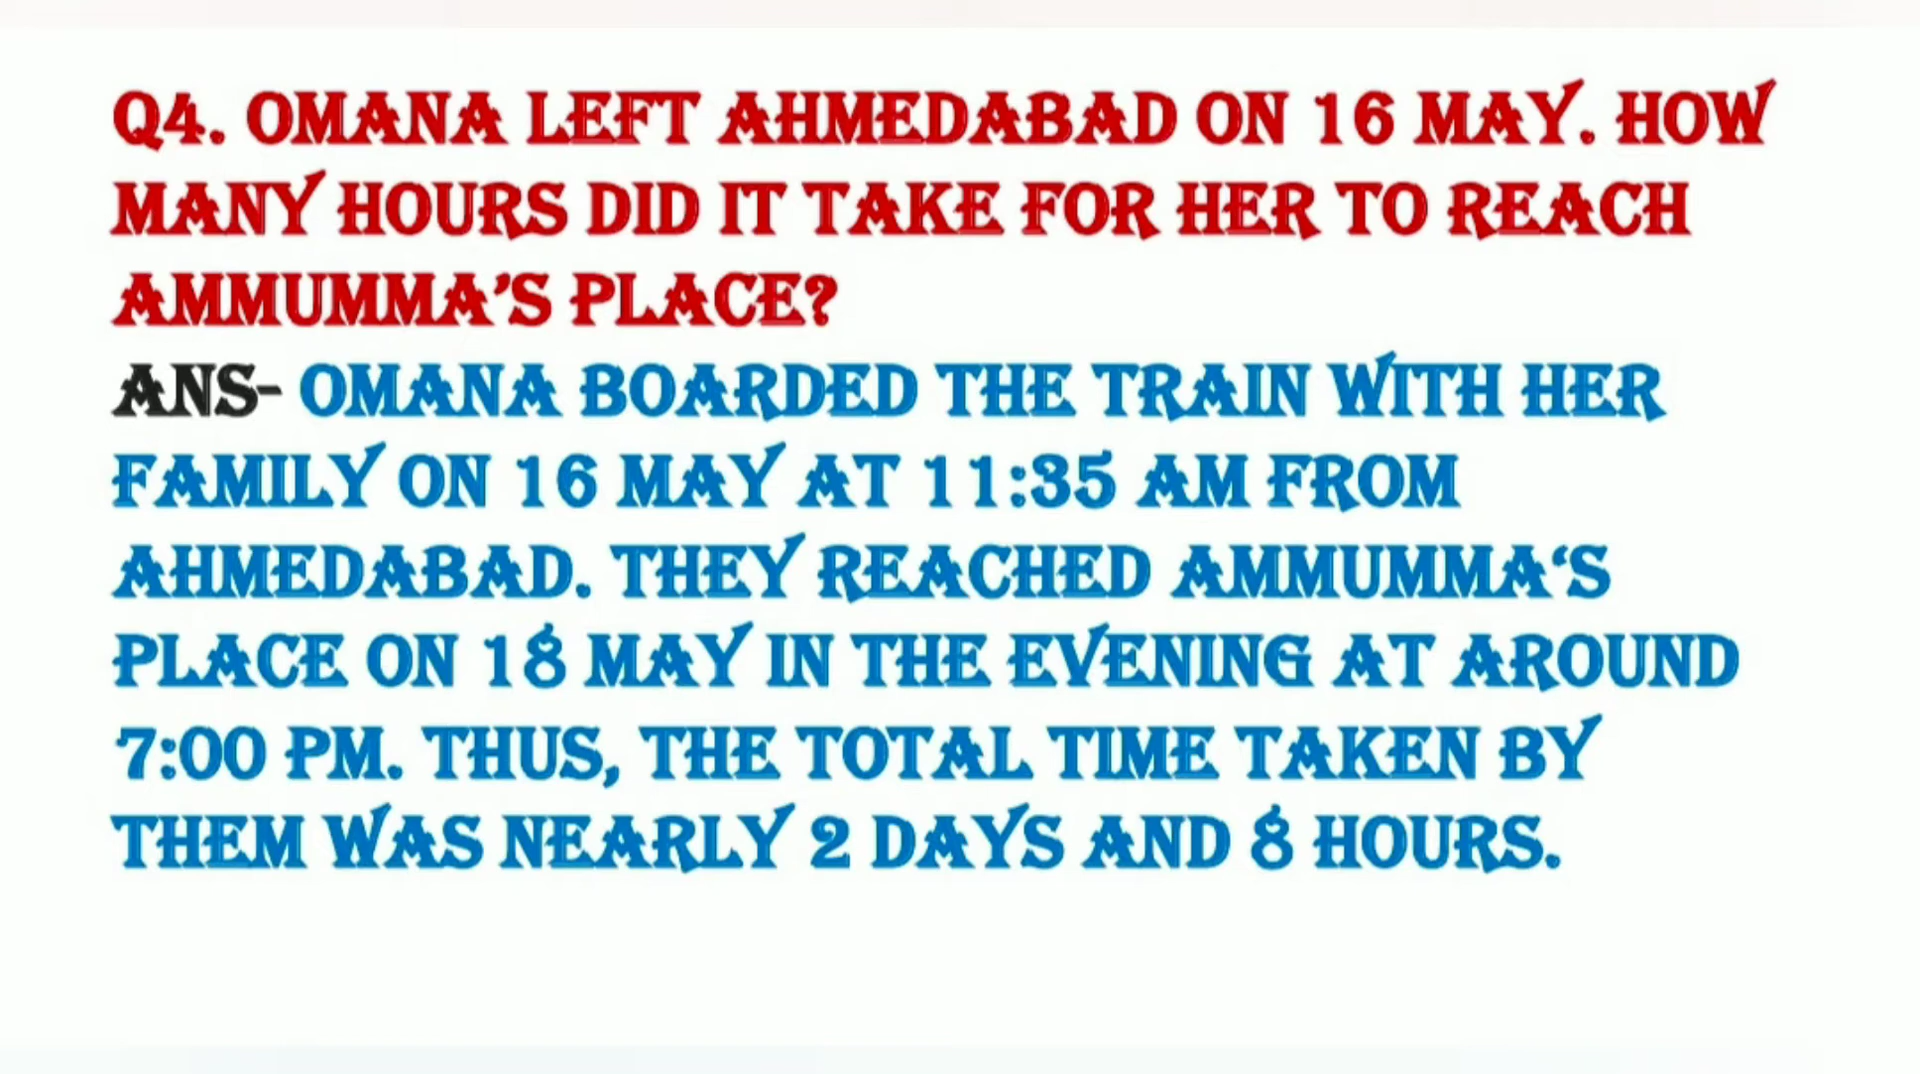 Q4. OMANA LEFT AHMEDABAD ON 16 MAY. HOW
MANY HOURS DID IT TAKE FOR HER TO REACH
AMMUMMA'S PLACE?
ANS- OMANA BOARDED THE TRAIN WITH HER
FAMILY ON 16 MAY AT 11:35 AM FROM
AHMEDABAD. THEY REACHED AMMUMMA‘S
PLACE ON 18 MAY IN THE EVENING AT AROUND
7:00 PM. THUS, THE TOTAL TIME TAKEN BY
THEM WAS NEARLY 2 DAYS AND 8 HOURS.